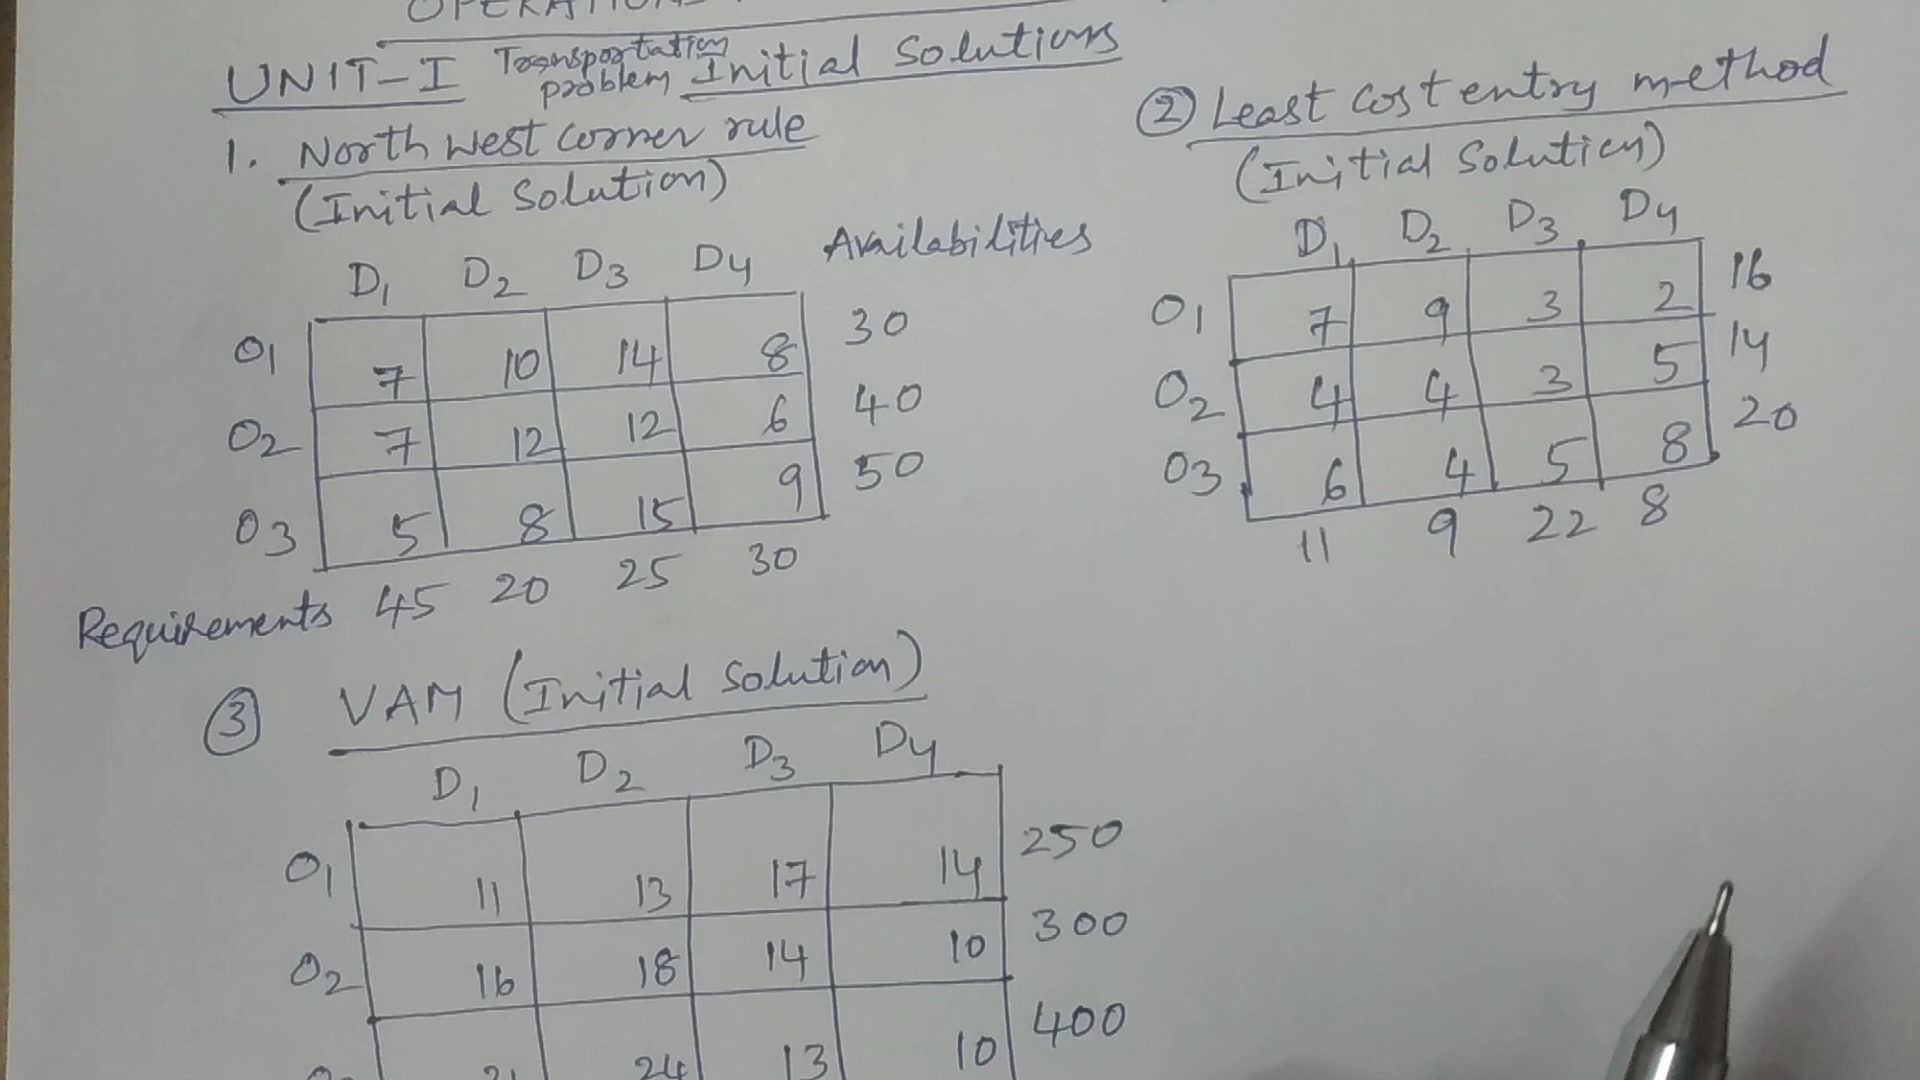 UNIT-I Transportation problem Initial Solutions
1. North west corner rule
(Initial Solution)
D1 D2 D3 D4 Availabilities
O1 7 10 14 8 30
O2 7 12 12 6 40
O3 5 8 15 9 50
Requirements 45 20 25 30
② Least cost entry method
(Initial Solution)
D1 D2 D3 D4
O1 7 9 3 2 16
O2 4 4 3 5 14
O3 6 4 5 8 20
11 9 22 8
③ VAM (Initial Solution)
D1 D2 D3 D4
O1 11 13 17 14 250
O2 16 18 14 10 300
24 13 10 400